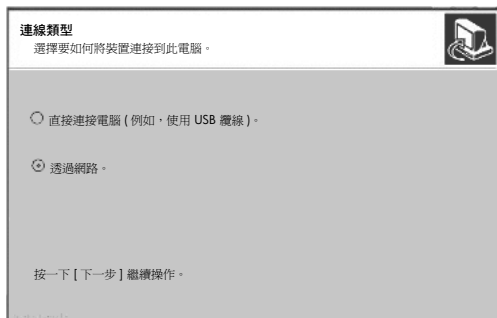 連線類型
選擇要如何將裝置連接到此電腦。
直接連接電腦 ( 例如，使用 USB 纜線 )。
透過網路。
按一下 [ 下一步 ] 繼續操作。